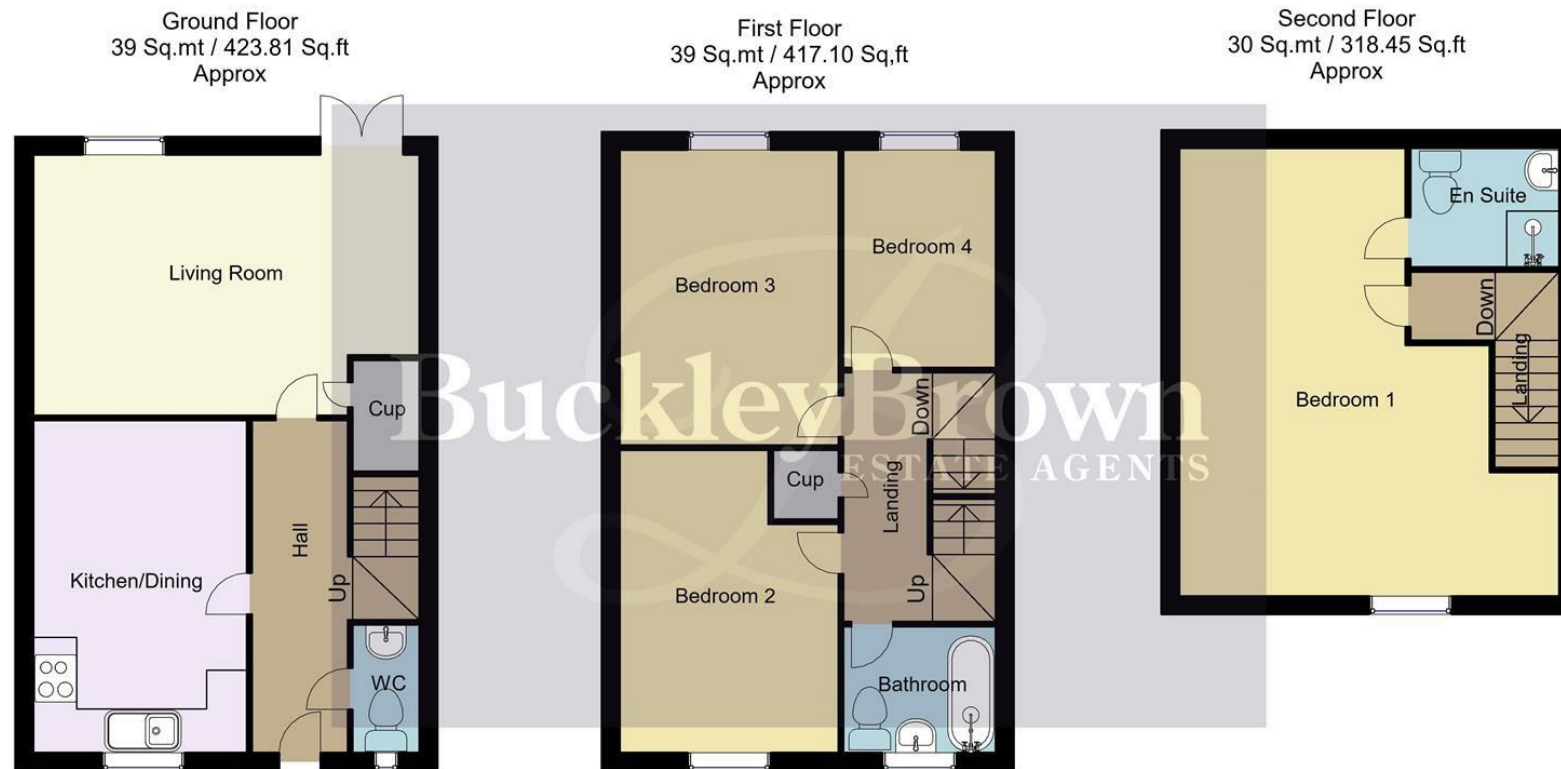 Ground Floor
39 Sq.mt / 423.81 Sq.ft
Approx
First Floor
39 Sq.mt / 417.10 Sq,ft
Approx
Second Floor
30 Sq.mt / 318.45 Sq.ft
Approx
Living Room
Cup
Kitchen/Dining
Hall
Up
WC
Bedroom 3
Bedroom 4
Down
Cup
Landing
Bedroom 2
Up
Bathroom
En Suite
Down
Landing
Bedroom 1
BuckleyBrown
ESTATE AGENTS
B